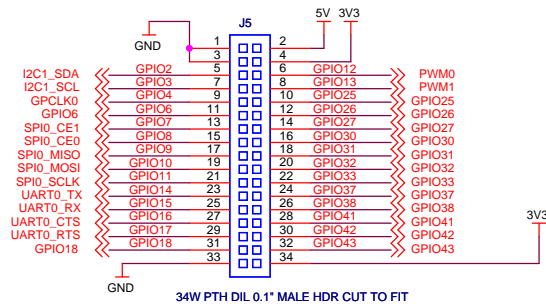 J5
5V 3V3
GND
1 2
3 4
I2C1_SDA GPIO2 5 6 GPIO12 PWM0
I2C1_SCL GPIO3 7 8 GPIO13 PWM1
GPCLK0 GPIO4 9 10 GPIO25 GPIO25
GPIO6 GPIO6 11 12 GPIO26 GPIO26
SPI0_CE1 GPIO7 13 14 GPIO27 GPIO27
SPI0_CE0 GPIO8 15 16 GPIO30 GPIO30
SPI0_MISO GPIO9 17 18 GPIO31 GPIO31
SPI0_MOSI GPIO10 19 20 GPIO32 GPIO32
SPI0_SCLK GPIO11 21 22 GPIO33 GPIO33
UART0_TX GPIO14 23 24 GPIO37 GPIO37
UART0_RX GPIO15 25 26 GPIO38 GPIO38
UART0_CTS GPIO16 27 28 GPIO41 GPIO41
UART0_RTS GPIO17 29 30 GPIO42 GPIO42
GPIO18 GPIO18 31 32 GPIO43 GPIO43
33 34
3V3
GND
34W PTH DIL 0.1" MALE HDR CUT TO FIT